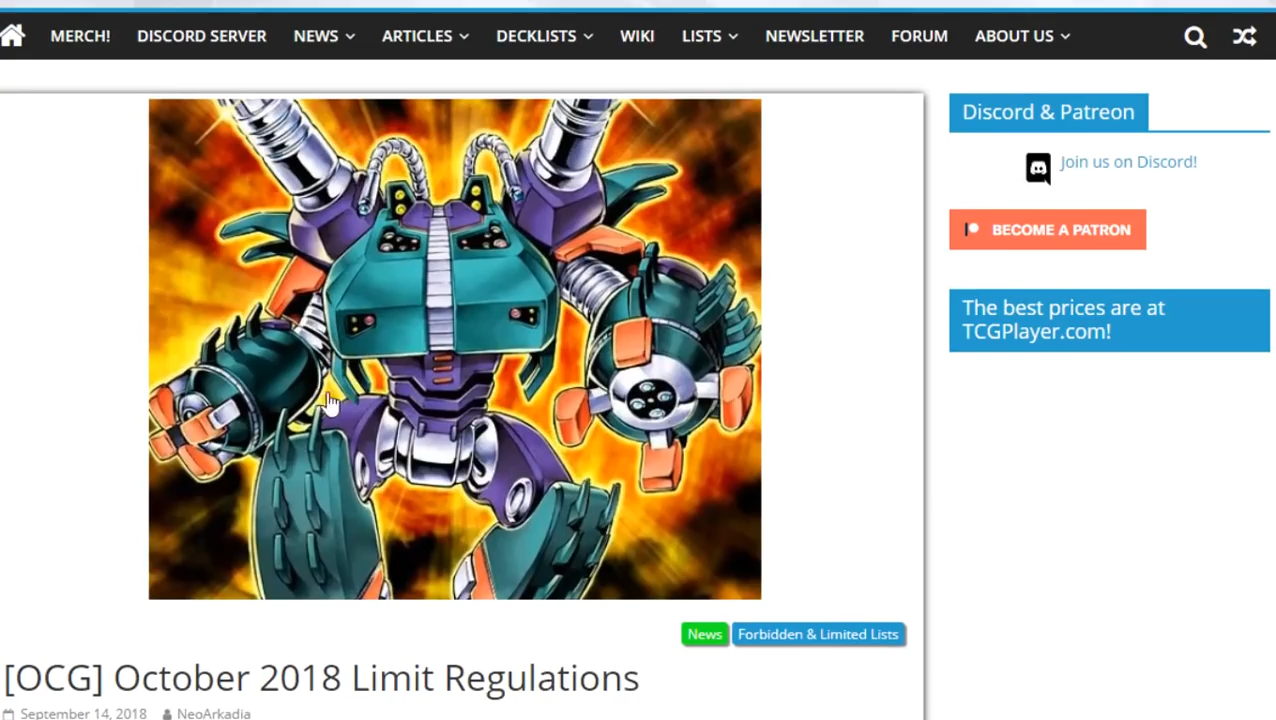 MERCH! DISCORD SERVER NEWS ARTICLES DECKLISTS WIKI LISTS NEWSLETTER FORUM ABOUT US
Discord & Patreon
Join us on Discord!
BECOME A PATRON
The best prices are at
TCGPlayer.com!
News Forbidden & Limited Lists
[OCG] October 2018 Limit Regulations
September 14, 2018 NeoArkadia